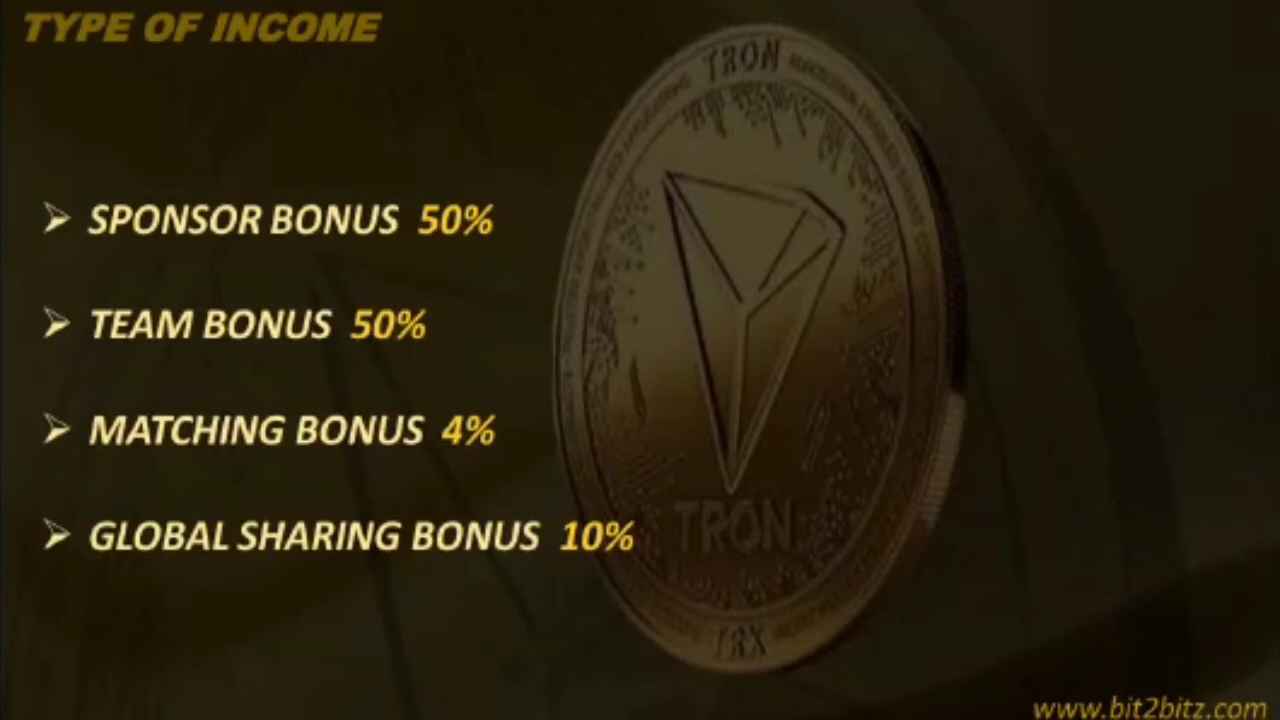 TYPE OF INCOME
TRON
➢ SPONSOR BONUS 50%
➢ TEAM BONUS 50%
➢ MATCHING BONUS 4%
➢ GLOBAL SHARING BONUS 10%
TRON
TRX
www.bit2bitz.com